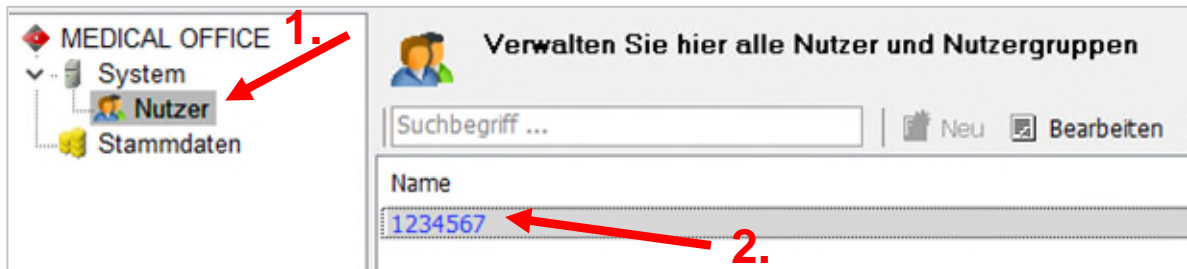 MEDICAL OFFICE
System
Nutzer
Stammdaten
1.
Verwalten Sie hier alle Nutzer und Nutzergruppen
Suchbegriff ...
Neu
Bearbeiten
Name
1234567
2.